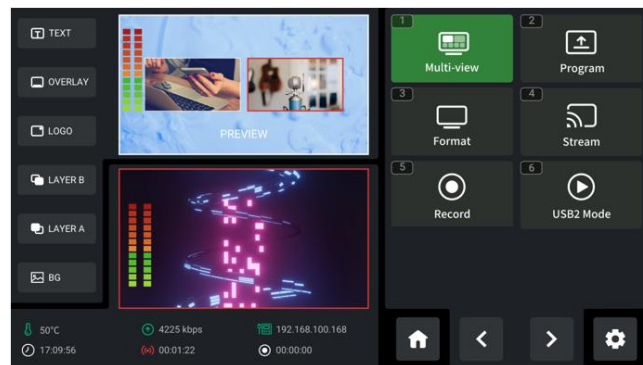 TEXT
OVERLAY
LOGO
LAYER B
LAYER A
BG
PREVIEW
50°C
4225 kbps
192.168.100.168
17:09:56
00:01:22
00:00:00
1
Multi-view
2
Program
3
Format
4
Stream
5
Record
6
USB2 Mode